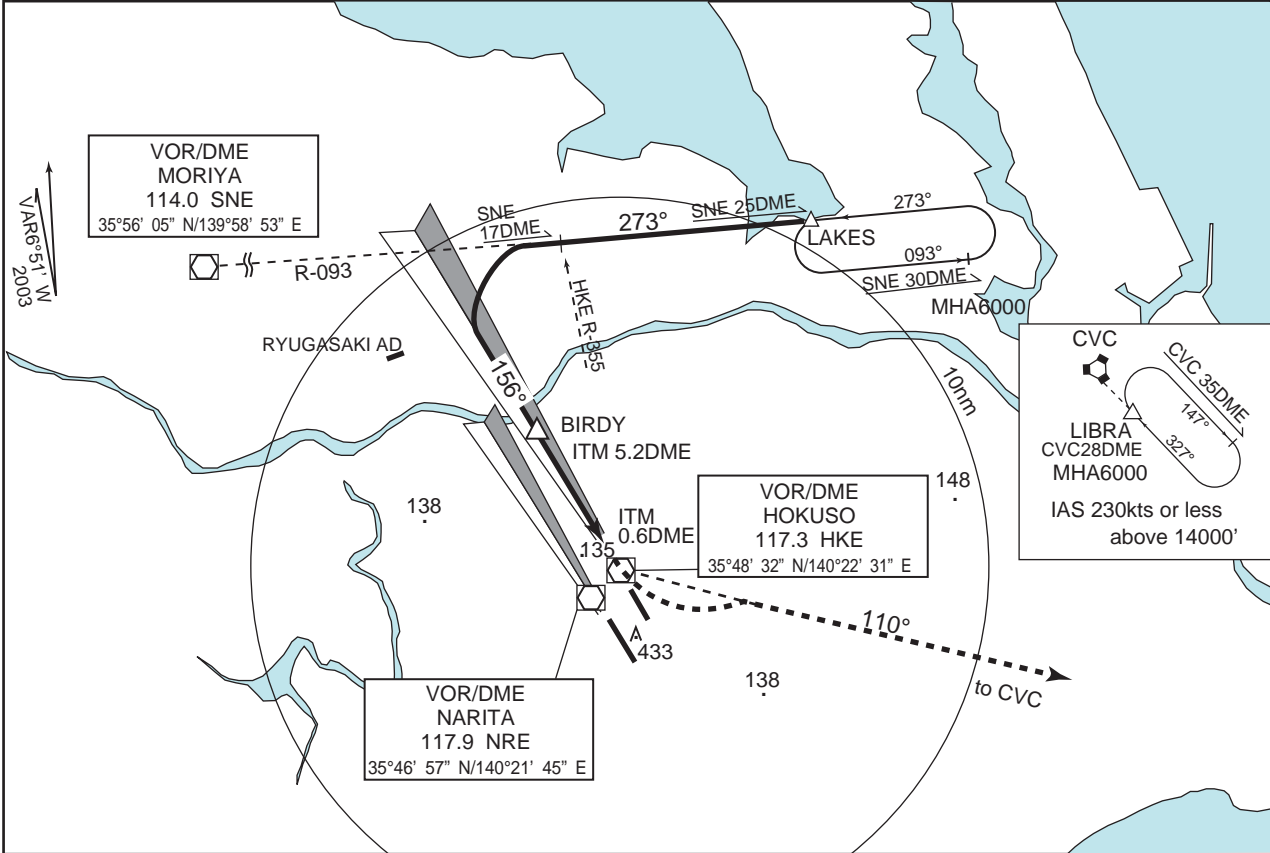 VOR/DME
MORIYA
114.0 SNE
35°56' 05" N/139°58' 53" E
VAR6°51' W
2003
SNE
17DME
273°
SNE 25DME
273°
LAKES
093°
SNE 30DME
MHA6000
R-093
HKE R-355
RYUGASAKI AD
156°
10nm
CVC
CVC 35DME
147°
327°
LIBRA
CVC28DME
MHA6000
IAS 230kts or less
above 14000'
BIRDY
ITM 5.2DME
138
148
ITM
0.6DME
135
VOR/DME
HOKUSO
117.3 HKE
35°48' 32" N/140°22' 31" E
110°
to CVC
433
138
VOR/DME
NARITA
117.9 NRE
35°46' 57" N/140°21' 45" E